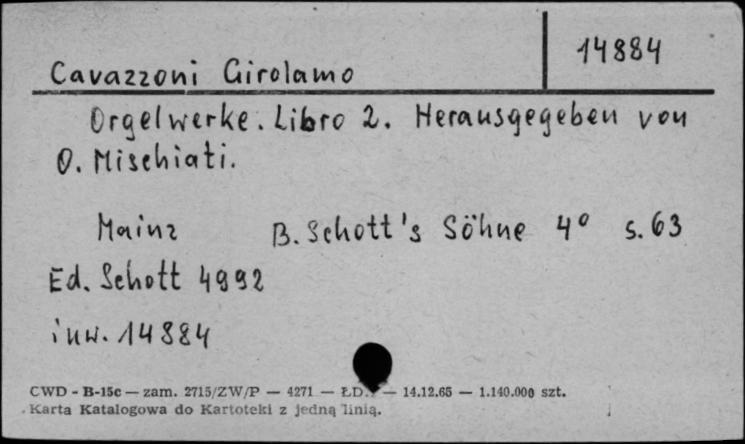 14884
Cavazzoni Girolamo
Orgelwerke. Libro 2. Herausgegeben von
O. Mischiati.
Mainz B. Schott's Söhne 4° s. 63
Ed. Schott 4992
inw. 14884
CWD - B-15c — zam. 2715/ZW/P — 4271 — ŁD. — 14.12.65 — 1.140.000 szt.
Karta Katalogowa do Kartoteki z jedną linią.